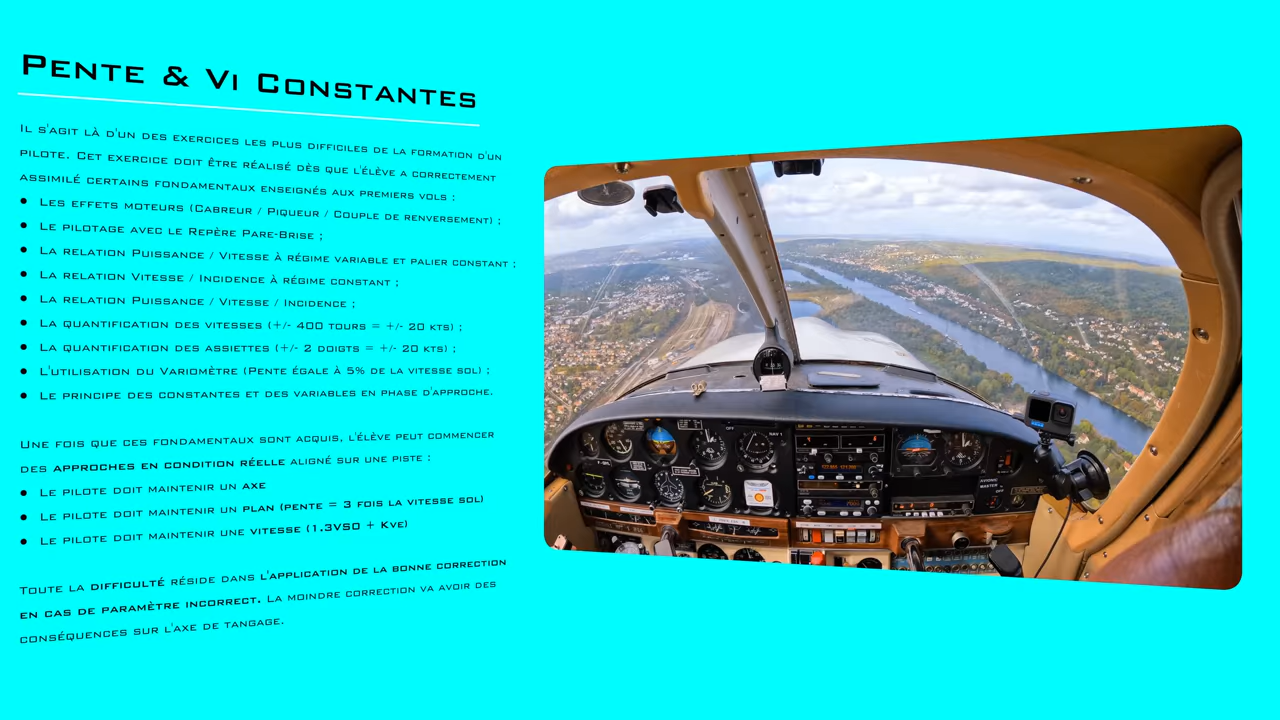 Pente & Vi Constantes
Il s'agit là d'un des exercices les plus difficiles de la formation d'un
pilote. Cet exercice doit être réalisé dès que l'élève a correctement
assimilé certains fondamentaux enseignés aux premiers vols :
• Les effets moteurs (Cabreur / Piqueur / Couple de renversement) ;
• Le pilotage avec le Repère Pare-Brise ;
• La relation Puissance / Vitesse à régime variable et palier constant ;
• La relation Vitesse / Incidence à régime constant ;
• La relation Puissance / Vitesse / Incidence ;
• La quantification des vitesses (+/- 400 tours = +/- 20 kts) ;
• La quantification des assiettes (+/- 2 doigts = +/- 20 kts) ;
• L'utilisation du Variomètre (Pente égale à 5% de la vitesse sol) ;
• Le principe des constantes et des variables en phase d'approche.
Une fois que ces fondamentaux sont acquis, l'élève peut commencer
des approches en condition réelle aligné sur une piste :
• Le pilote doit maintenir un axe
• Le pilote doit maintenir un plan (pente = 3 fois la vitesse sol)
• Le pilote doit maintenir une vitesse (1.3VS0 + Kve)
Toute la difficulté réside dans l'application de la bonne correction
en cas de paramètre incorrect. La moindre correction va avoir des
conséquences sur l'axe de tangage.
AVIONIC
MASTER
OFF